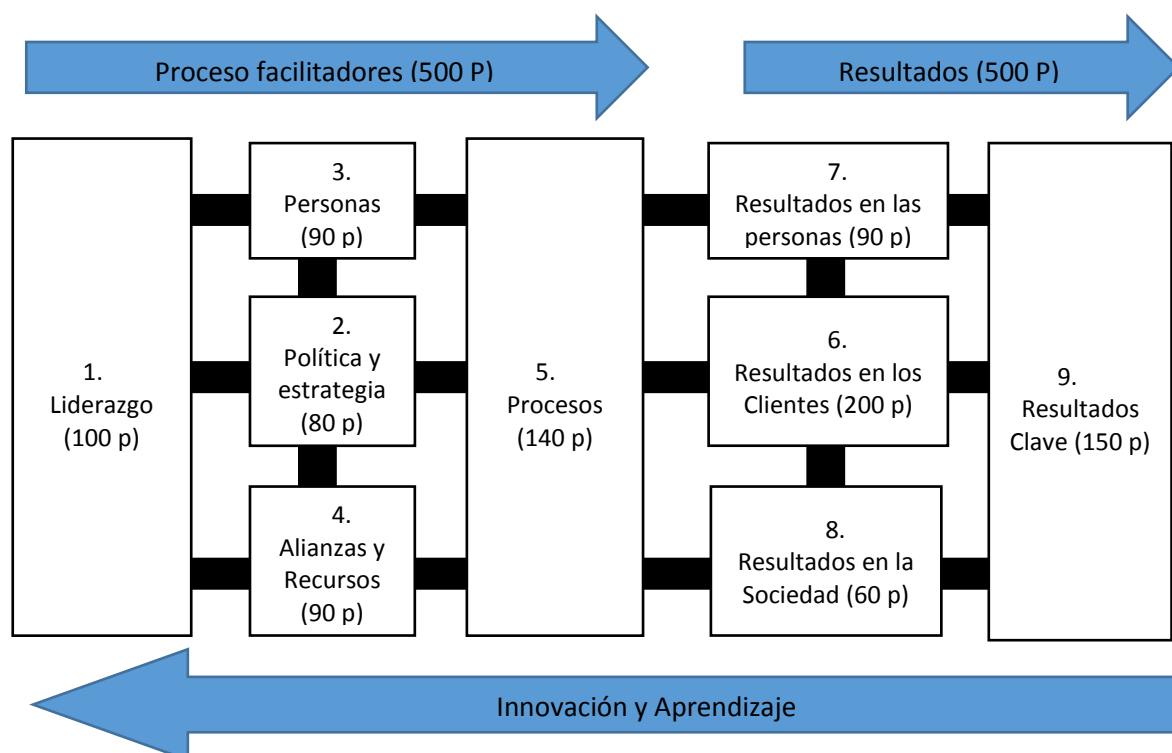 Proceso facilitadores (500 P)
Resultados (500 P)
1.
Liderazgo
(100 p)
3.
Personas
(90 p)
2.
Política y
estrategia
(80 p)
4.
Alianzas y
Recursos
(90 p)
5.
Procesos
(140 p)
7.
Resultados en las
personas (90 p)
6.
Resultados en los
Clientes (200 p)
8.
Resultados en la
Sociedad (60 p)
9.
Resultados
Clave (150 p)
Innovación y Aprendizaje